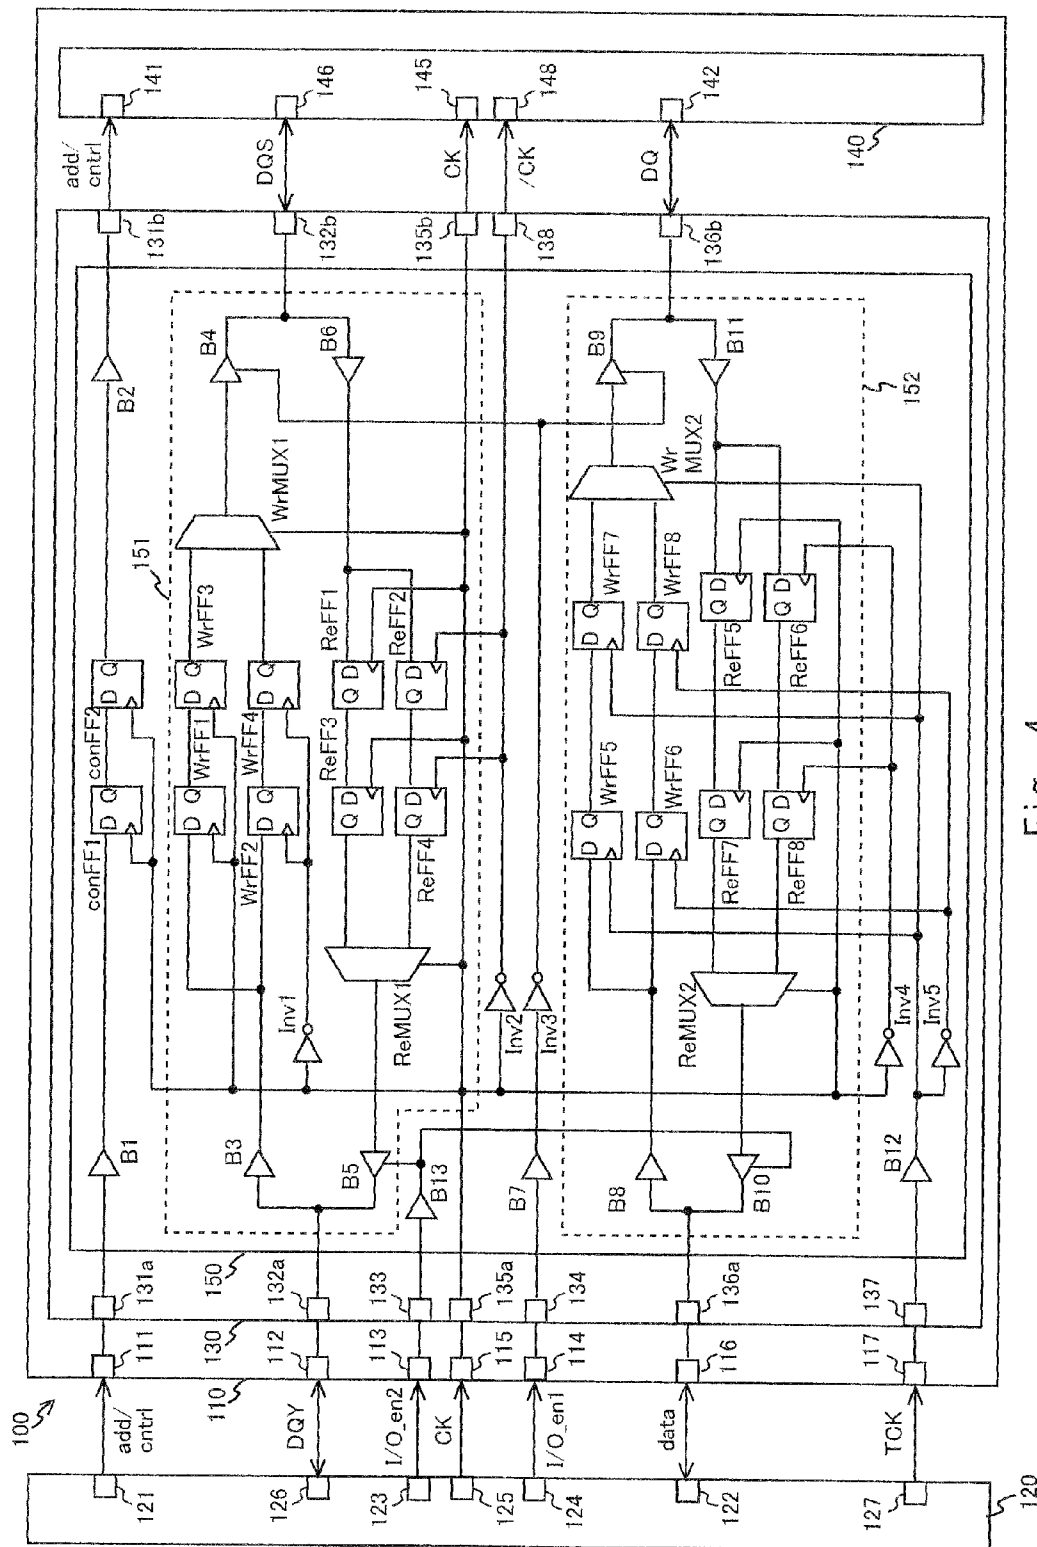 100
120
127
122
124
125
123
126
121
TCK
data
I/O_en1
CK
I/O_en2
DQY
add/
cntrl
110
117
116
114
115
113
112
111
130
137
136a
134
135a
133
132a
131a
150
B12
B10
B8
B7
B13
B5
B3
B1
Inv5
Inv4
Inv3
Inv2
Inv1
ReMUX2
ReMUX1
ReFF8
ReFF7
WrFF6
WrFF5
ReFF4
ReFF3
WrFF2
WrFF1
conFF1
Q D
Q D
D Q
D Q
Q D
Q D
D Q
D Q
D Q
ReFF6
ReFF5
WrFF8
WrFF7
ReFF2
ReFF1
WrFF4
WrFF3
conFF2
Q D
Q D
D Q
D Q
Q D
Q D
D Q
D Q
D Q
Wr
MUX2
WrMUX1
151
152
B11
B9
B6
B4
B2
136b
138
135b
132b
131b
DQ
/CK
CK
DQS
add/
cntrl
140
142
148
145
146
141
Fig. 4